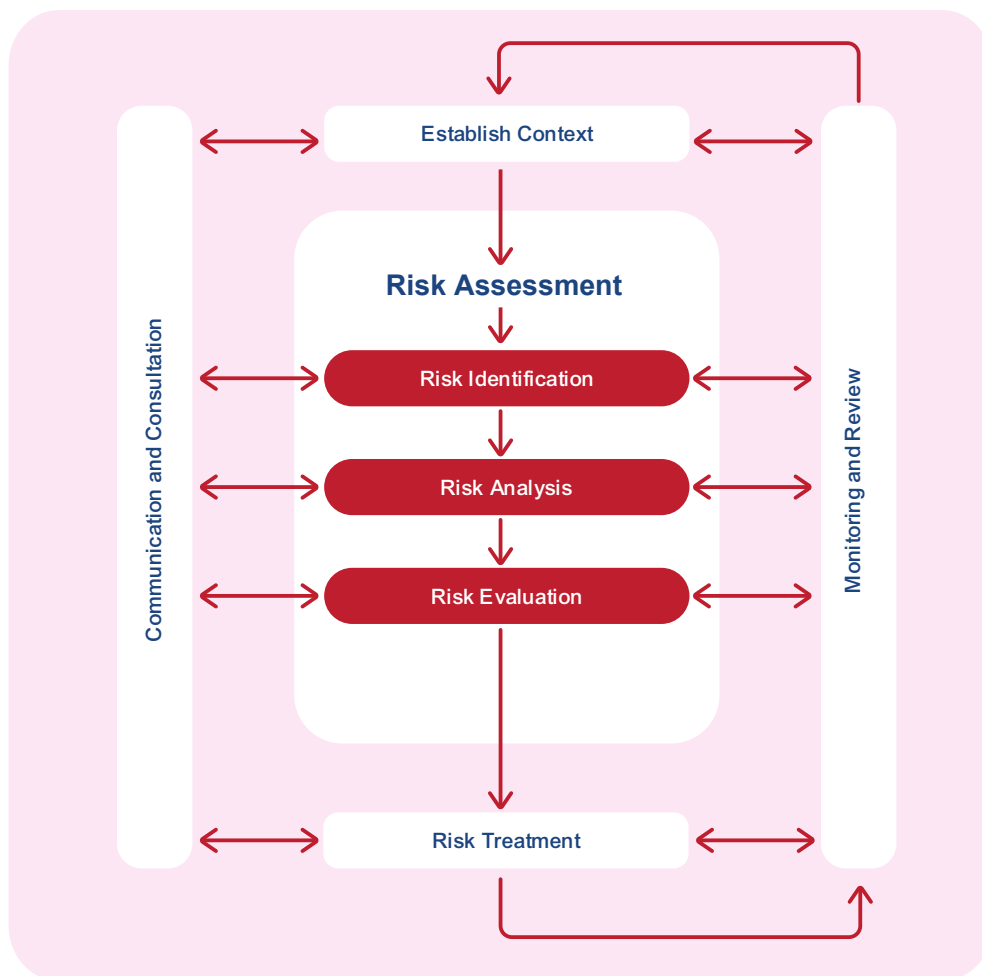 Establish Context
Risk Assessment
Risk Identification
Risk Analysis
Risk Evaluation
Risk Treatment
Communication and Consultation
Monitoring and Review